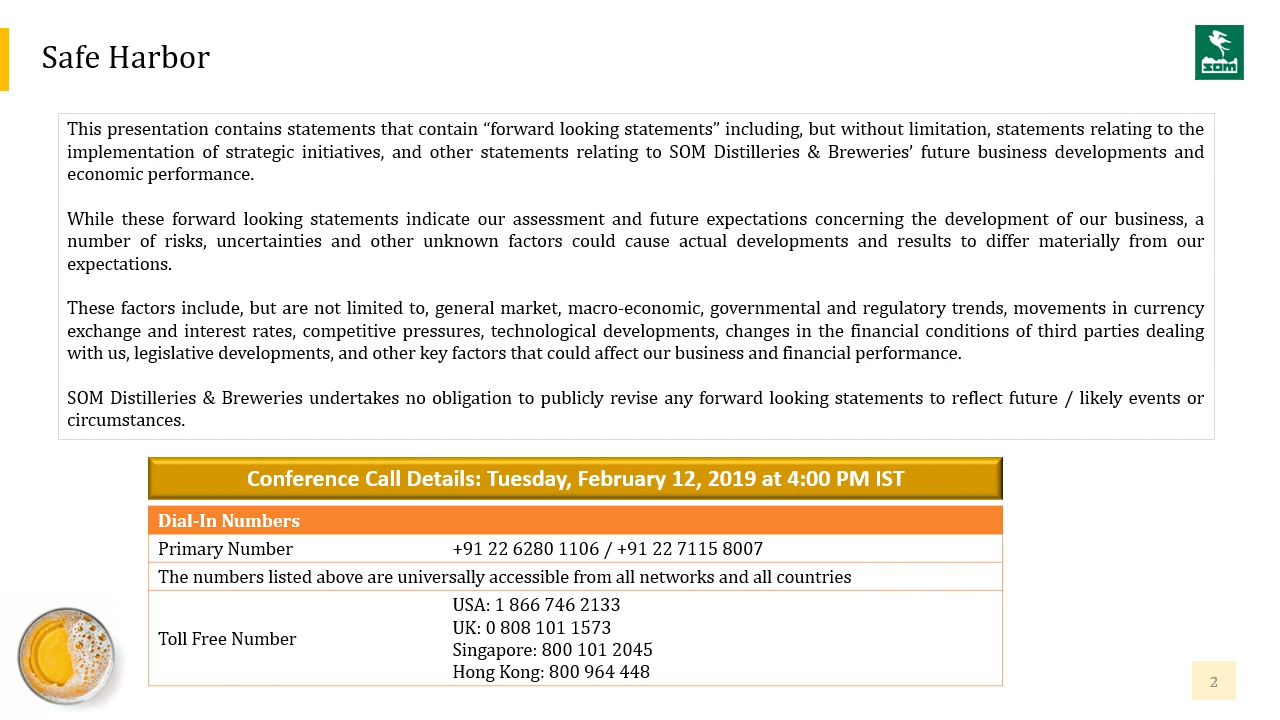 Safe Harbor
som
This presentation contains statements that contain “forward looking statements” including, but without limitation, statements relating to the
implementation of strategic initiatives, and other statements relating to SOM Distilleries & Breweries’ future business developments and
economic performance.
While these forward looking statements indicate our assessment and future expectations concerning the development of our business, a
number of risks, uncertainties and other unknown factors could cause actual developments and results to differ materially from our
expectations.
These factors include, but are not limited to, general market, macro-economic, governmental and regulatory trends, movements in currency
exchange and interest rates, competitive pressures, technological developments, changes in the financial conditions of third parties dealing
with us, legislative developments, and other key factors that could affect our business and financial performance.
SOM Distilleries & Breweries undertakes no obligation to publicly revise any forward looking statements to reflect future / likely events or
circumstances.
Conference Call Details: Tuesday, February 12, 2019 at 4:00 PM IST
Dial-In Numbers
Primary Number +91 22 6280 1106 / +91 22 7115 8007
The numbers listed above are universally accessible from all networks and all countries
Toll Free Number
USA: 1 866 746 2133
UK: 0 808 101 1573
Singapore: 800 101 2045
Hong Kong: 800 964 448
2